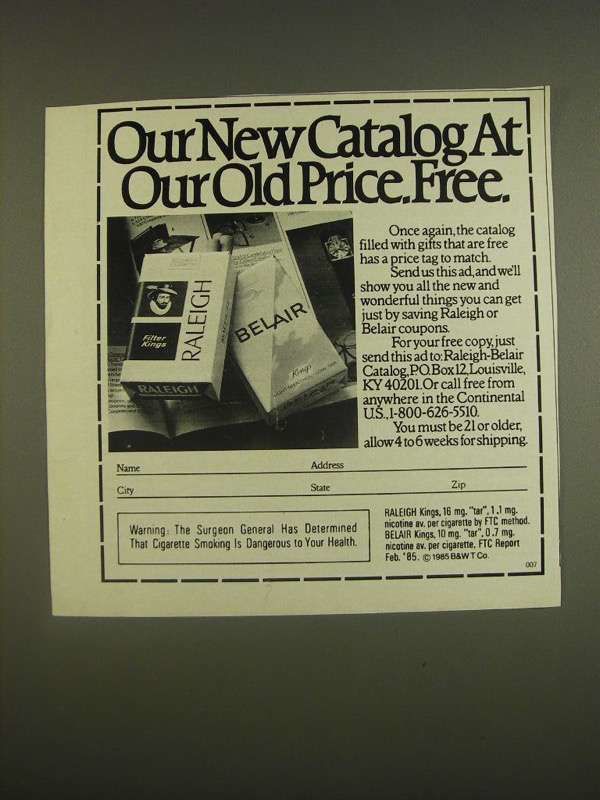 Our New Catalog At
Our Old Price. Free.
Once again, the catalog
filled with gifts that are free
has a price tag to match.
Send us this ad, and we'll
show you all the new and
wonderful things you can get
just by saving Raleigh or
Belair coupons.
For your free copy, just
send this ad to: Raleigh-Belair
Catalog, P.O. Box 12, Louisville,
KY 40201. Or call free from
anywhere in the Continental
U.S., 1-800-626-5510.
You must be 21 or older,
allow 4 to 6 weeks for shipping.
RALEIGH
Filter
Kings
RALEIGH
BELAIR
Kings
Name Address
City State Zip
Warning: The Surgeon General Has Determined
That Cigarette Smoking Is Dangerous to Your Health.
RALEIGH Kings, 16 mg. "tar", 1.1 mg.
nicotine av. per cigarette by FTC method.
BELAIR Kings, 10 mg. "tar", 0.7 mg.
nicotine av. per cigarette, FTC Report
Feb. '85. © 1985 B&W T Co.
007